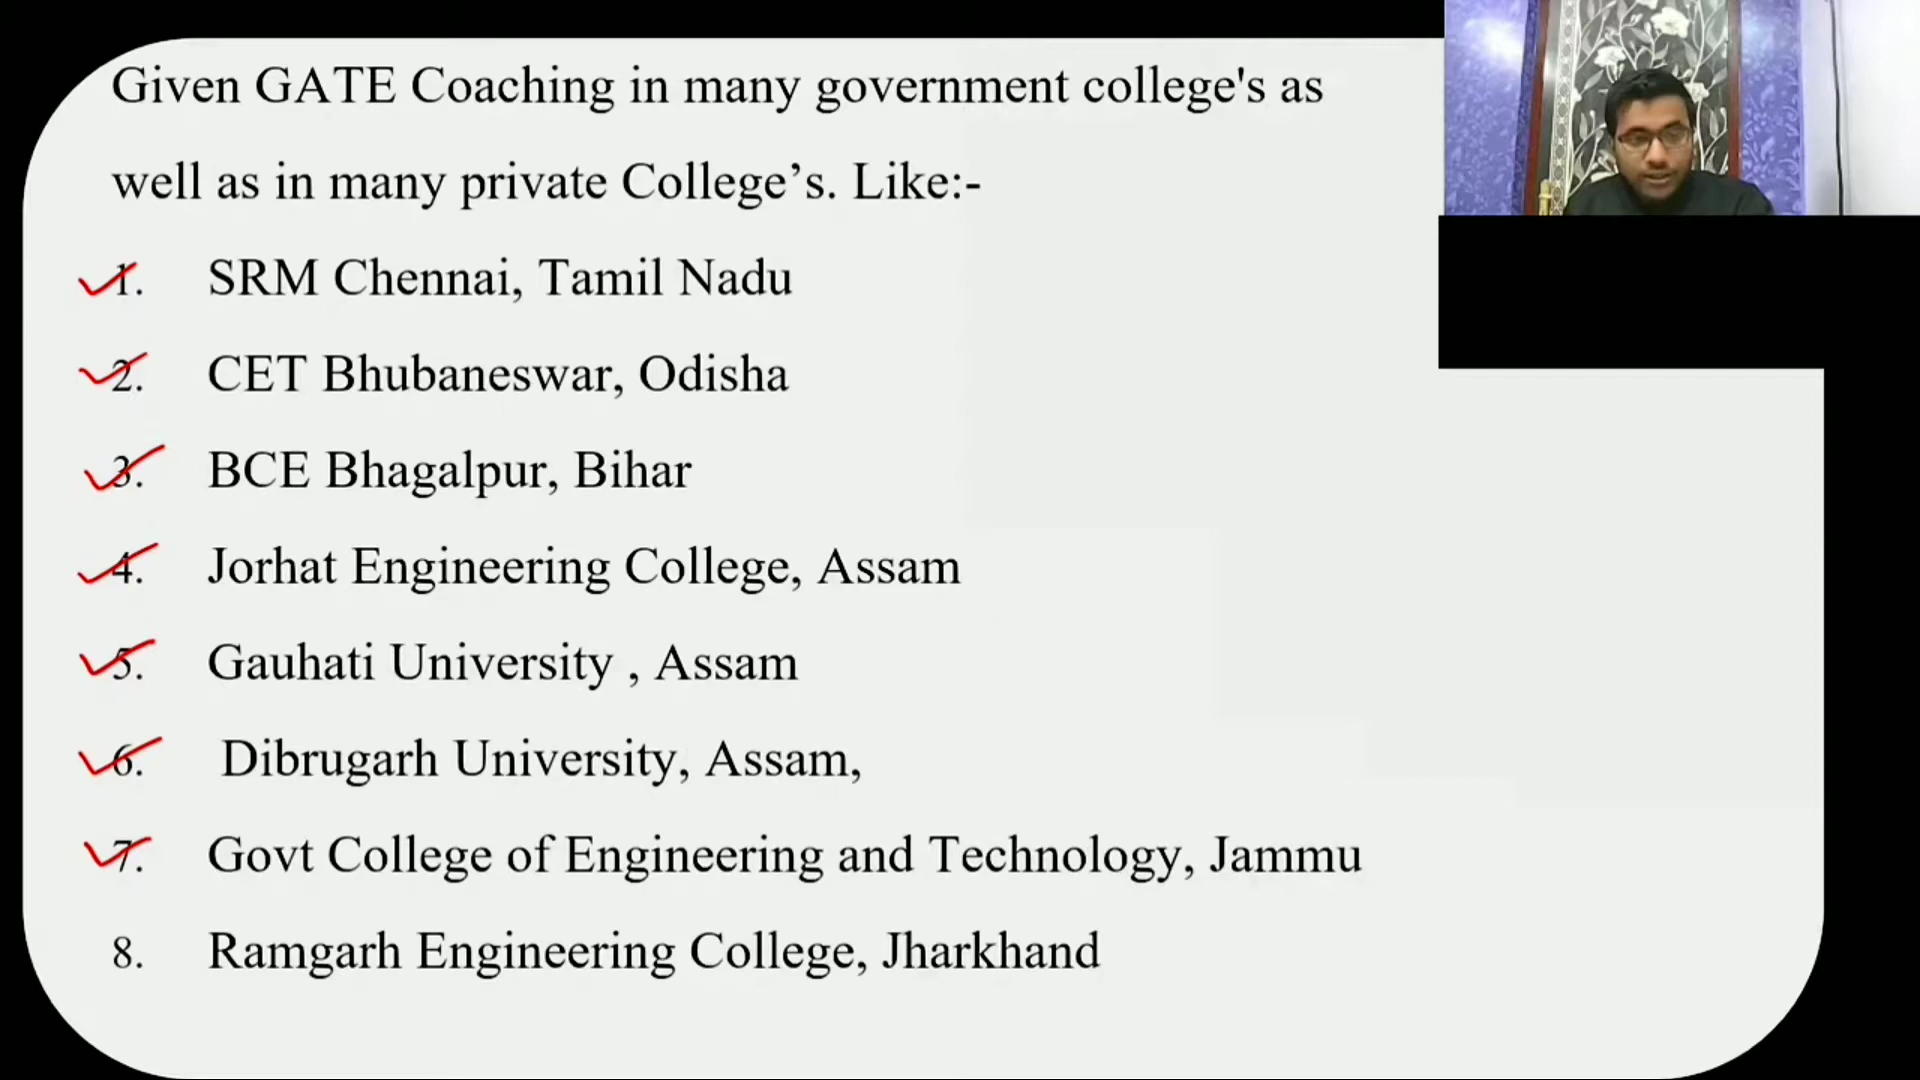 Given GATE Coaching in many government college's as
well as in many private College’s. Like:-
1. SRM Chennai, Tamil Nadu
2. CET Bhubaneswar, Odisha
3. BCE Bhagalpur, Bihar
4. Jorhat Engineering College, Assam
5. Gauhati University , Assam
6. Dibrugarh University, Assam,
7. Govt College of Engineering and Technology, Jammu
8. Ramgarh Engineering College, Jharkhand